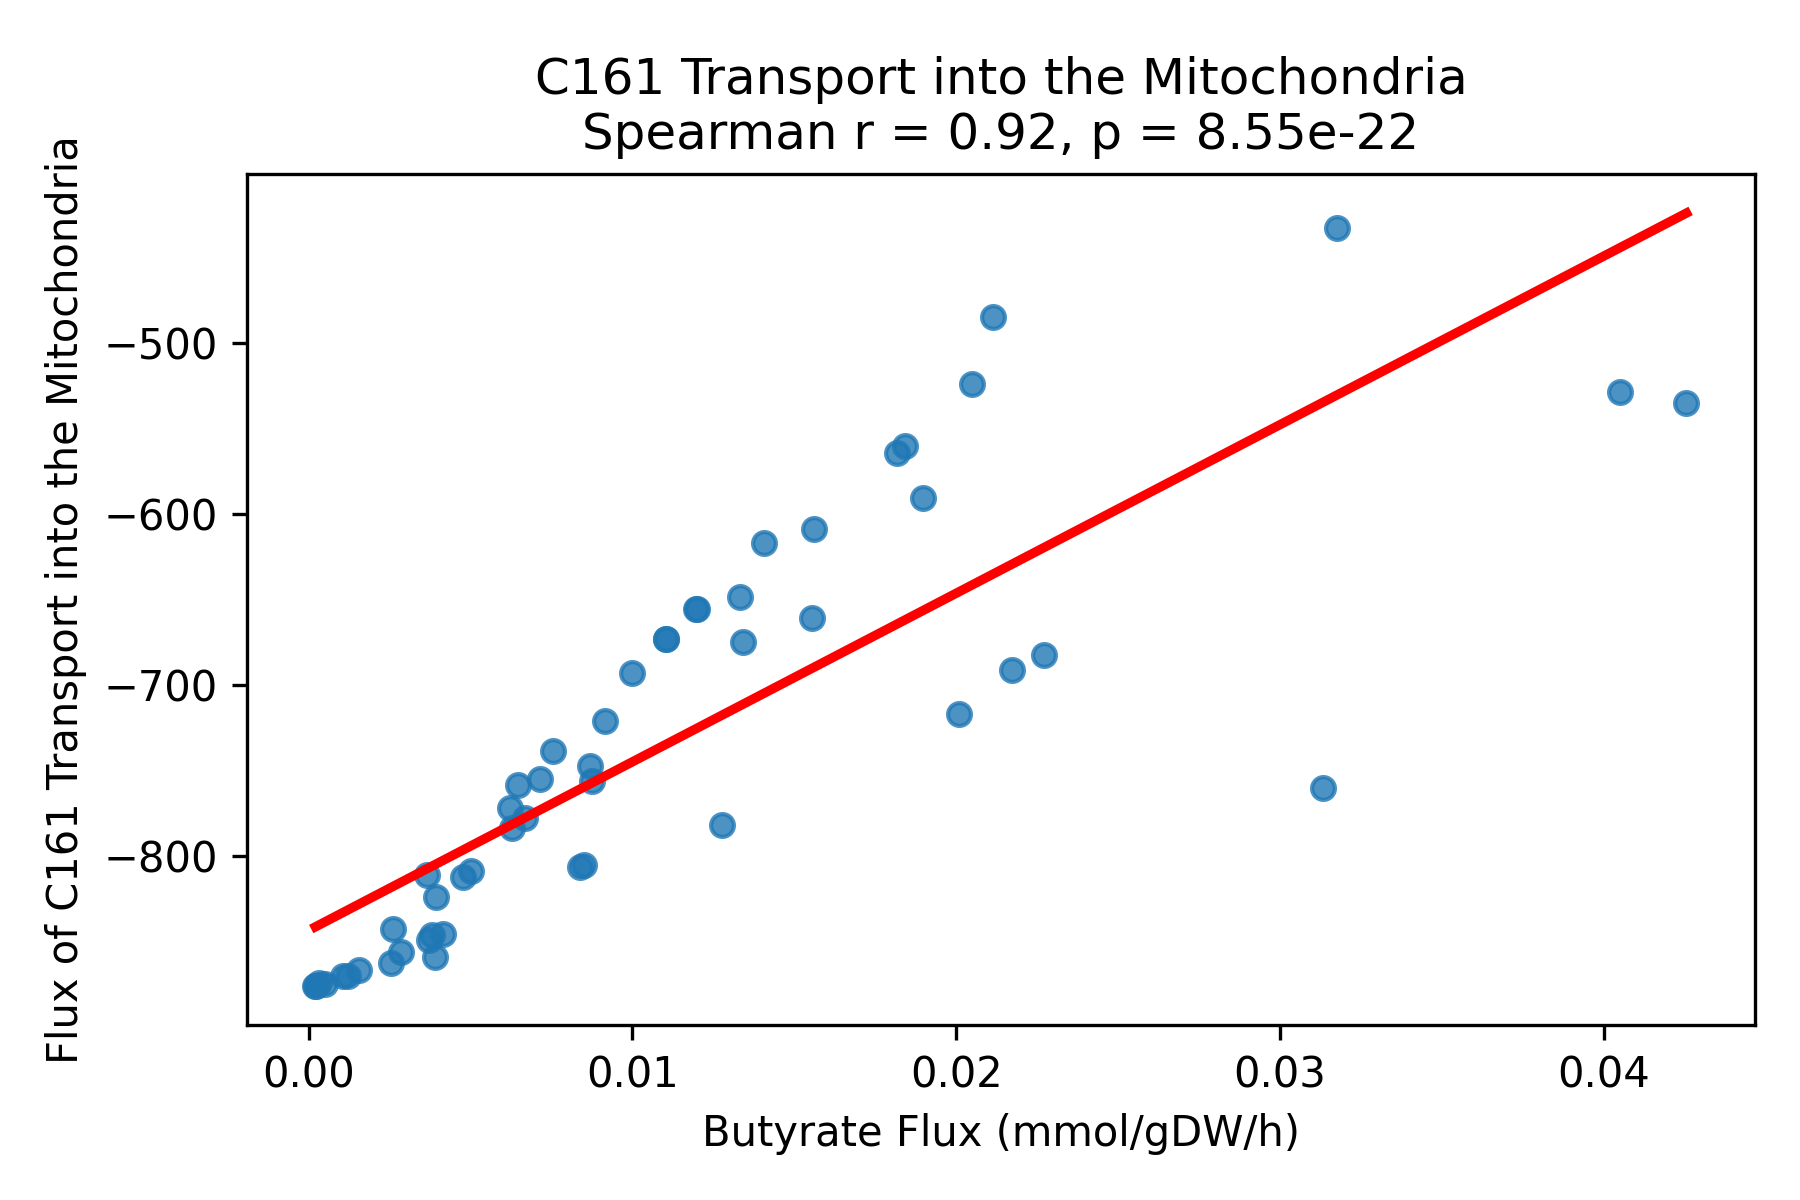 C161 Transport into the Mitochondria
Spearman r = 0.92, p = 8.55e-22
Flux of C161 Transport into the Mitochondria
−500
−600
−700
−800
0.00
0.01
0.02
0.03
0.04
Butyrate Flux (mmol/gDW/h)